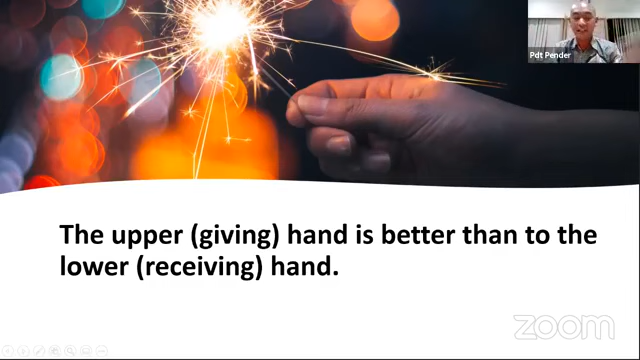 Pdt Pender
The upper (giving) hand is better than to the
lower (receiving) hand.
zoom